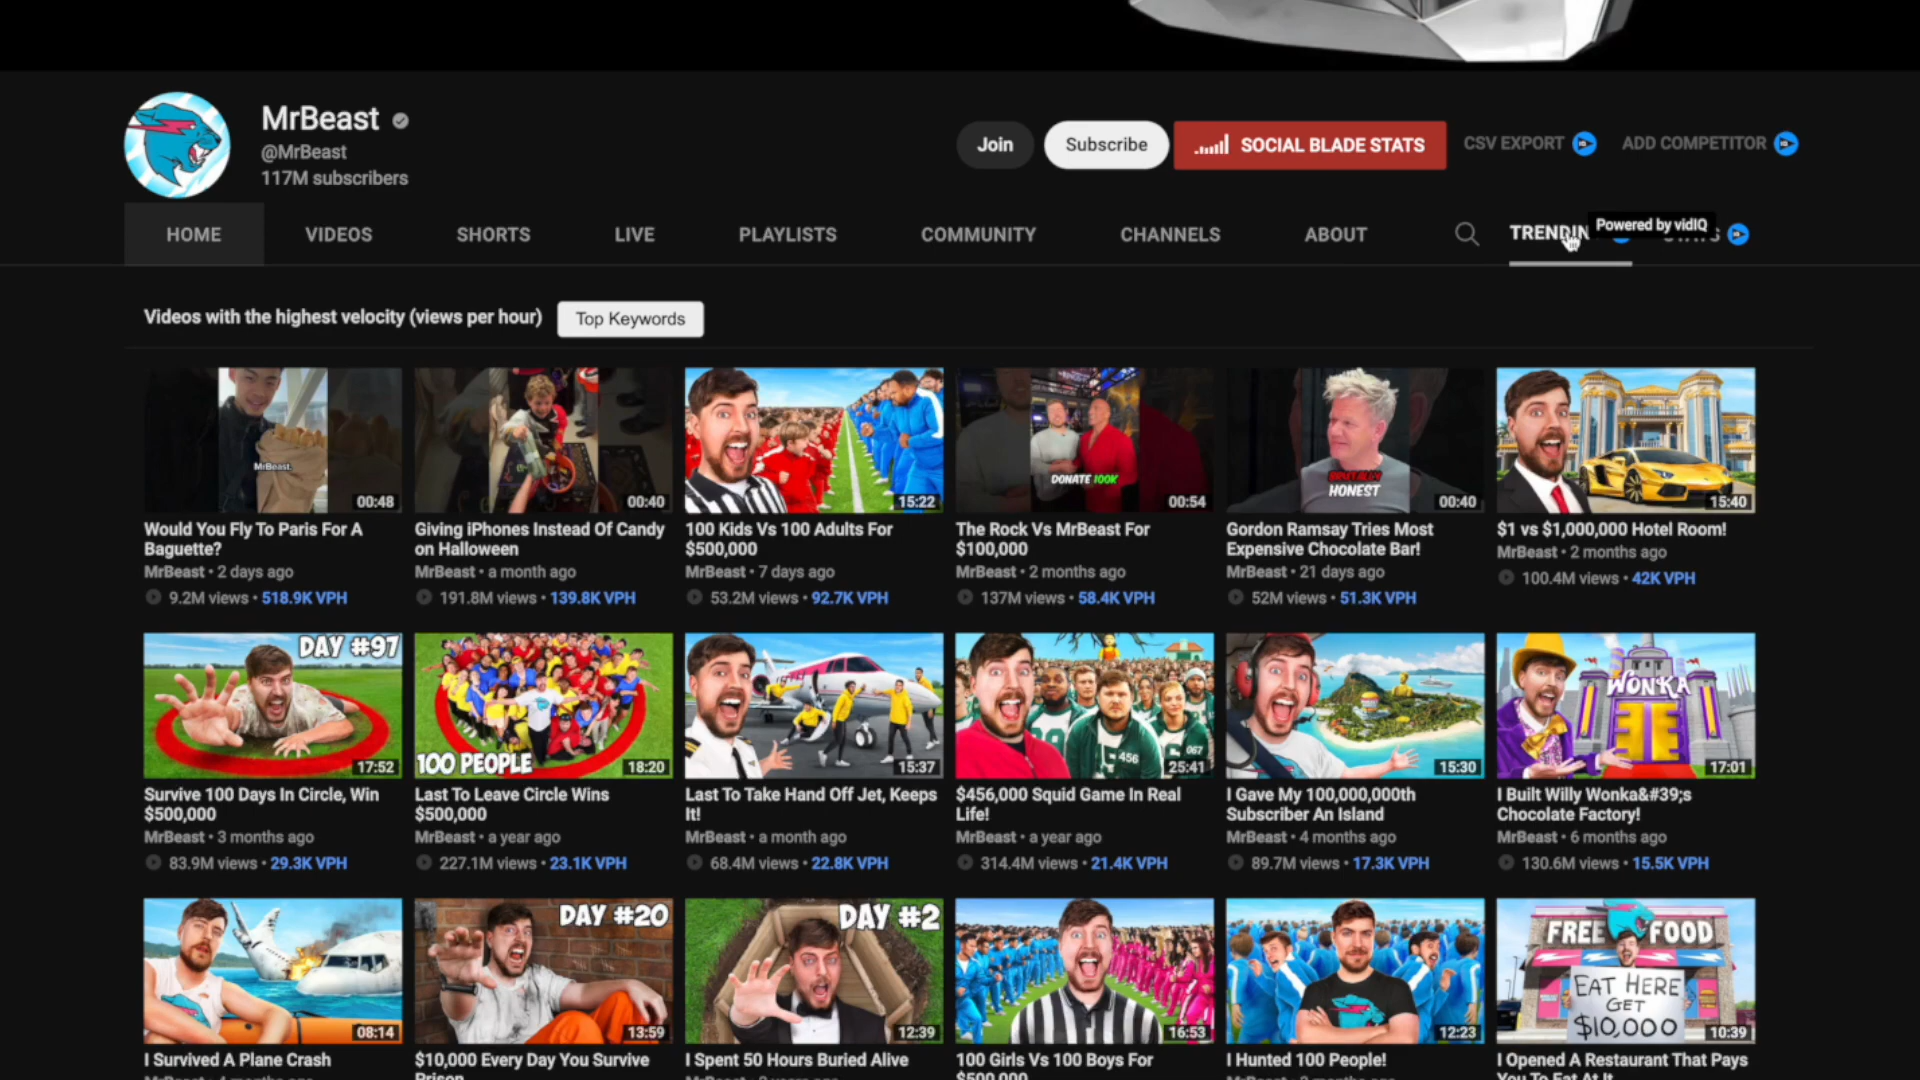 MrBeast
@MrBeast
117M subscribers
Join
Subscribe
SOCIAL BLADE STATS
CSV EXPORT
ADD COMPETITOR
HOME
VIDEOS
SHORTS
LIVE
PLAYLISTS
COMMUNITY
CHANNELS
ABOUT
TRENDIN
Powered by vidIQ
Videos with the highest velocity (views per hour)
Top Keywords
MrBeast,
00:48
00:40
15:22
DONATE 100K
00:54
BRUTALLY
HONEST
00:40
15:40
Would You Fly To Paris For A
Baguette?
MrBeast • 2 days ago
9.2M views • 518.9K VPH
Giving iPhones Instead Of Candy
on Halloween
MrBeast • a month ago
191.8M views • 139.8K VPH
100 Kids Vs 100 Adults For
$500,000
MrBeast • 7 days ago
53.2M views • 92.7K VPH
The Rock Vs MrBeast For
$100,000
MrBeast • 2 months ago
137M views • 58.4K VPH
Gordon Ramsay Tries Most
Expensive Chocolate Bar!
MrBeast • 21 days ago
52M views • 51.3K VPH
$1 vs $1,000,000 Hotel Room!
MrBeast • 2 months ago
100.4M views • 42K VPH
DAY #97
17:52
100 PEOPLE
18:20
15:37
456
067
25:41
15:30
WONKA
17:01
Survive 100 Days In Circle, Win
$500,000
MrBeast • 3 months ago
83.9M views • 29.3K VPH
Last To Leave Circle Wins
$500,000
MrBeast • a year ago
227.1M views • 23.1K VPH
Last To Take Hand Off Jet, Keeps
It!
MrBeast • a month ago
68.4M views • 22.8K VPH
$456,000 Squid Game In Real
Life!
MrBeast • a year ago
314.4M views • 21.4K VPH
I Gave My 100,000,000th
Subscriber An Island
MrBeast • 4 months ago
89.7M views • 17.3K VPH
I Built Willy Wonka&#39;s
Chocolate Factory!
MrBeast • 6 months ago
130.6M views • 15.5K VPH
08:14
DAY #20
13:59
DAY #2
12:39
16:53
12:23
FREE FOOD
EAT HERE
GET
$10,000
10:39
I Survived A Plane Crash
$10,000 Every Day You Survive
Prison
I Spent 50 Hours Buried Alive
100 Girls Vs 100 Boys For
$500,000
I Hunted 100 People!
I Opened A Restaurant That Pays
You To Eat At It